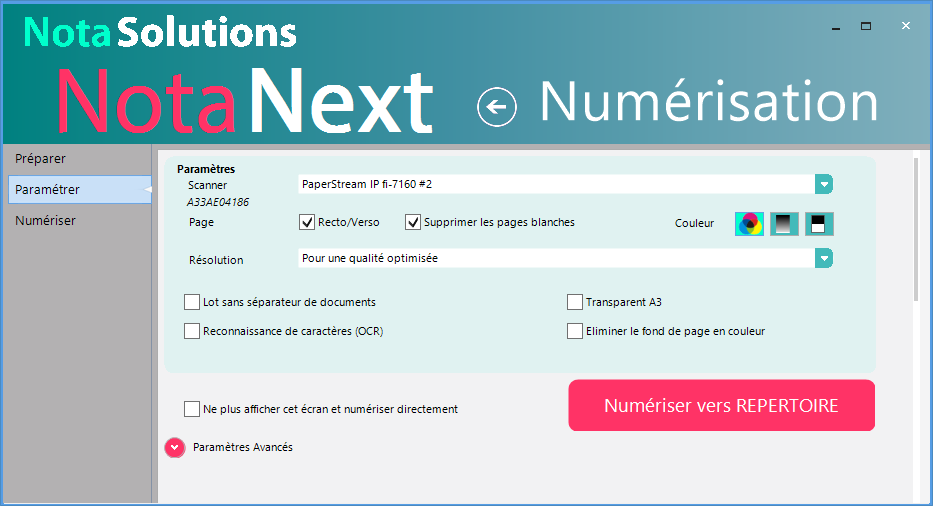 NotaSolutions
NotaNext Numérisation
Préparer
Paramétrer
Numériser
Paramètres
Scanner PaperStream IP fi-7160 #2
A33AE04186
Page Recto/Verso Supprimer les pages blanches Couleur
Résolution Pour une qualité optimisée
Lot sans séparateur de documents Transparent A3
Reconnaissance de caractères (OCR) Eliminer le fond de page en couleur
Ne plus afficher cet écran et numériser directement Numériser vers REPERTOIRE
Paramètres Avancés